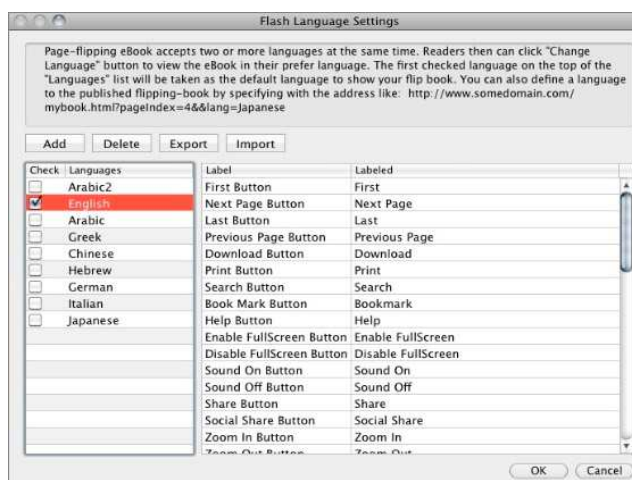 Flash Language Settings
Page-flipping eBook accepts two or more languages at the same time. Readers then can click "Change
Language" button to view the eBook in their prefer language. The first checked language on the top of the
"Languages" list will be taken as the default language to show your flip book. You can also define a language
to the published flipping-book by specifying with the address like: http://www.somedomain.com/
mybook.html?pageIndex=4&&lang=Japanese
Add Delete Export Import
Check Languages Label Labeled
Arabic2 First Button First
English Next Page Button Next Page
Arabic Last Button Last
Greek Previous Page Button Previous Page
Chinese Download Button Download
Hebrew Print Button Print
German Search Button Search
Italian Book Mark Button Bookmark
Japanese Help Button Help
Enable FullScreen Button Enable FullScreen
Disable FullScreen Button Disable FullScreen
Sound On Button Sound On
Sound Off Button Sound Off
Share Button Share
Social Share Button Social Share
Zoom In Button Zoom In
Zoom Out Button Zoom Out
OK Cancel